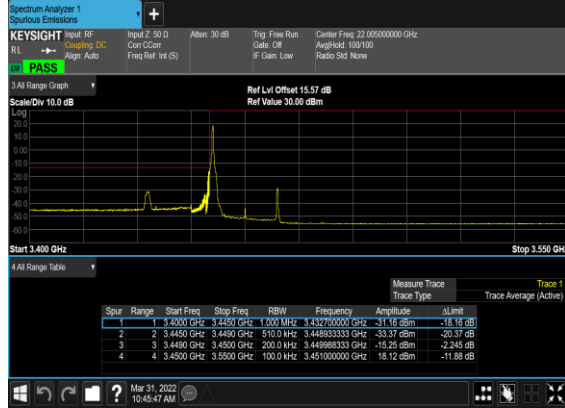 Spectrum Analyzer 1
Spurious Emissions
KEYSIGHT Input: RF Input Z: 50 Ω Atten: 30 dB Trig: Free Run Center Freq: 22.005000000 GHz
RL Coupling: DC Corr CCorr Gate: Off Avg|Hold: 100/100
Align: Auto Freq Ref: Int (S) IF Gain: Low Radio Std: None
PASS
3 All Range Graph
Ref Lvl Offset 15.57 dB
Scale/Div 10.0 dB Ref Value 30.00 dBm
Log
20.0
10.0
0.00
-10.0
-20.0
-30.0
-40.0
-50.0
-60.0
Start 3.400 GHz Stop 3.550 GH
4 All Range Table
Measure Trace Trace 1
Trace Type Trace Average (Active)
Spur Range Start Freq Stop Freq RBW Frequency Amplitude ΔLimit
1 1 3.4000 GHz 3.4450 GHz 1.000 MHz 3.432700000 GHz -31.16 dBm -18.16 dB
2 2 3.4450 GHz 3.4490 GHz 510.0 kHz 3.448933333 GHz -33.37 dBm -20.37 dB
3 3 3.4490 GHz 3.4500 GHz 200.0 kHz 3.449988333 GHz -15.25 dBm -2.245 dB
4 4 3.4500 GHz 3.5500 GHz 100.0 kHz 3.451000000 GHz 18.12 dBm -11.88 dB
Mar 31, 2022
10:45:47 AM